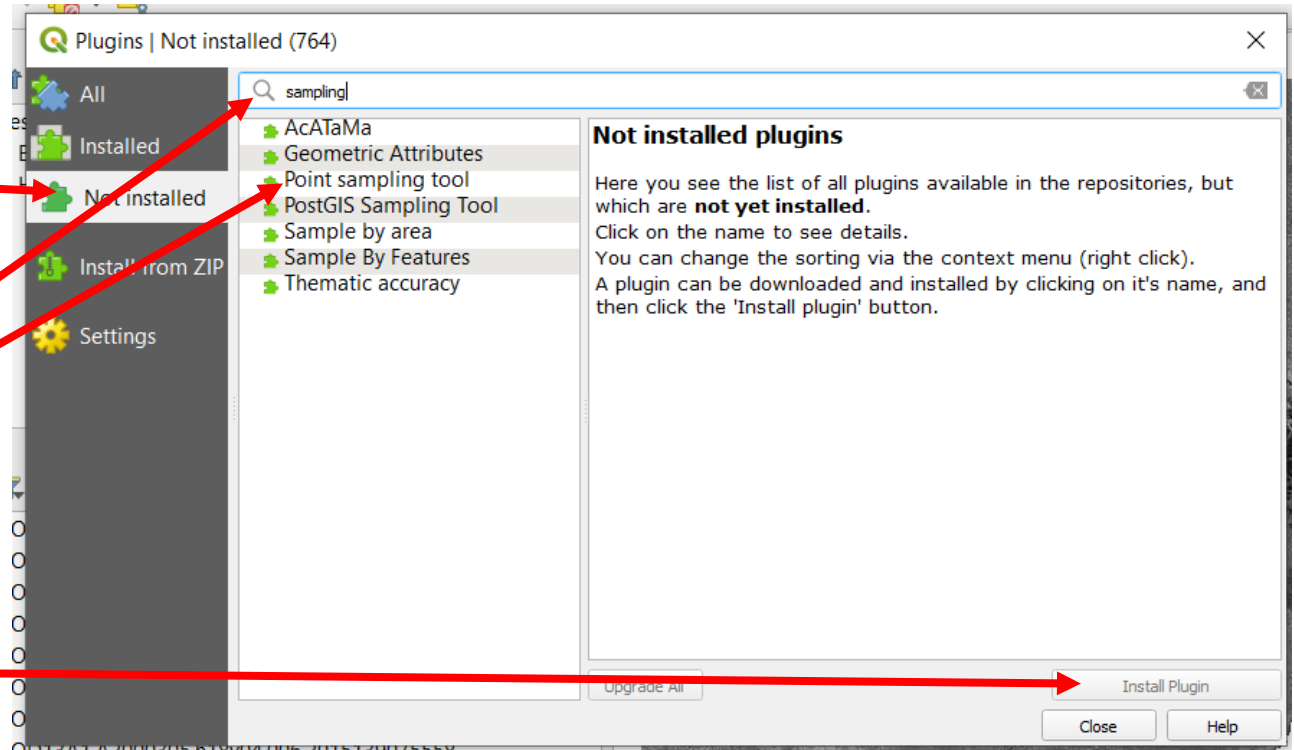 Plugins | Not installed (764)
All
Installed
Not installed
Install from ZIP
Settings
sampling
AcATaMa
Geometric Attributes
Point sampling tool
PostGIS Sampling Tool
Sample by area
Sample By Features
Thematic accuracy
Not installed plugins
Here you see the list of all plugins available in the repositories, but
which are not yet installed.
Click on the name to see details.
You can change the sorting via the context menu (right click).
A plugin can be downloaded and installed by clicking on it's name, and
then click the 'Install plugin' button.
Upgrade All
Install Plugin
Close
Help